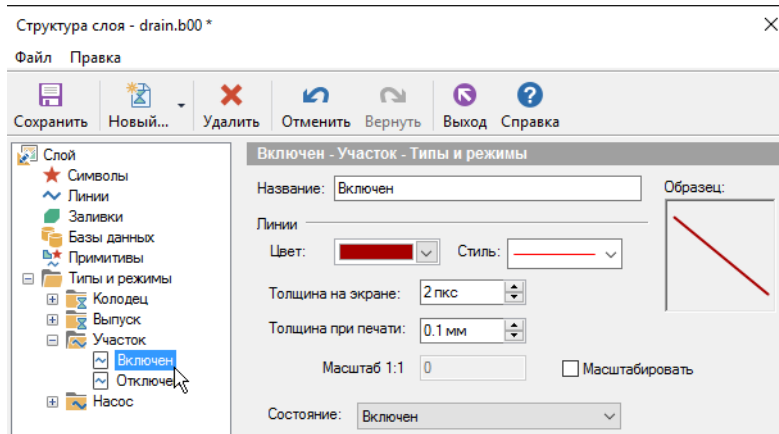 Структура слоя - drain.b00 *
Файл Правка
Сохранить Новый... Удалить Отменить Вернуть Выход Справка
Слой
Символы
Линии
Заливки
Базы данных
Примитивы
Типы и режимы
Колодец
Выпуск
Участок
Включен
Отключе
Насос
Включен - Участок - Типы и режимы
Название: Включен
Образец:
Линии
Цвет: Стиль:
Толщина на экране: 2 пкс
Толщина при печати: 0.1 мм
Масштаб 1:1 0 Масштабировать
Состояние: Включен